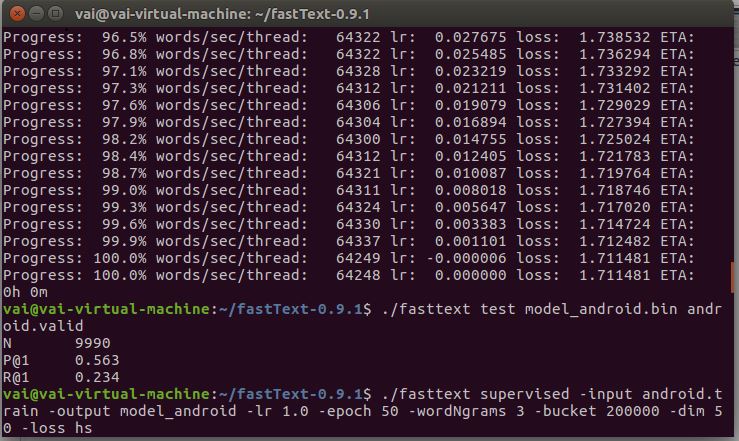 vai@vai-virtual-machine: ~/fastText-0.9.1
Progress:  96.5% words/sec/thread:   64322 lr:  0.027675 loss:  1.738532 ETA:
Progress:  96.8% words/sec/thread:   64322 lr:  0.025485 loss:  1.736294 ETA:
Progress:  97.1% words/sec/thread:   64328 lr:  0.023219 loss:  1.733292 ETA:
Progress:  97.3% words/sec/thread:   64312 lr:  0.021211 loss:  1.731402 ETA:
Progress:  97.6% words/sec/thread:   64306 lr:  0.019079 loss:  1.729029 ETA:
Progress:  97.9% words/sec/thread:   64304 lr:  0.016894 loss:  1.727394 ETA:
Progress:  98.2% words/sec/thread:   64300 lr:  0.014755 loss:  1.725024 ETA:
Progress:  98.4% words/sec/thread:   64312 lr:  0.012405 loss:  1.721783 ETA:
Progress:  98.7% words/sec/thread:   64321 lr:  0.010087 loss:  1.719764 ETA:
Progress:  99.0% words/sec/thread:   64311 lr:  0.008018 loss:  1.718746 ETA:
Progress:  99.3% words/sec/thread:   64324 lr:  0.005647 loss:  1.717020 ETA:
Progress:  99.6% words/sec/thread:   64330 lr:  0.003383 loss:  1.714724 ETA:
Progress:  99.9% words/sec/thread:   64337 lr:  0.001101 loss:  1.712482 ETA:
Progress: 100.0% words/sec/thread:   64249 lr: -0.000006 loss:  1.711481 ETA:
Progress: 100.0% words/sec/thread:   64248 lr:  0.000000 loss:  1.711481 ETA:
0h 0m
vai@vai-virtual-machine:~/fastText-0.9.1$ ./fasttext test model_android.bin andr
oid.valid
N       9990
P@1     0.563
R@1     0.234
vai@vai-virtual-machine:~/fastText-0.9.1$ ./fasttext supervised -input android.t
rain -output model_android -lr 1.0 -epoch 50 -wordNgrams 3 -bucket 200000 -dim 5
0 -loss hs